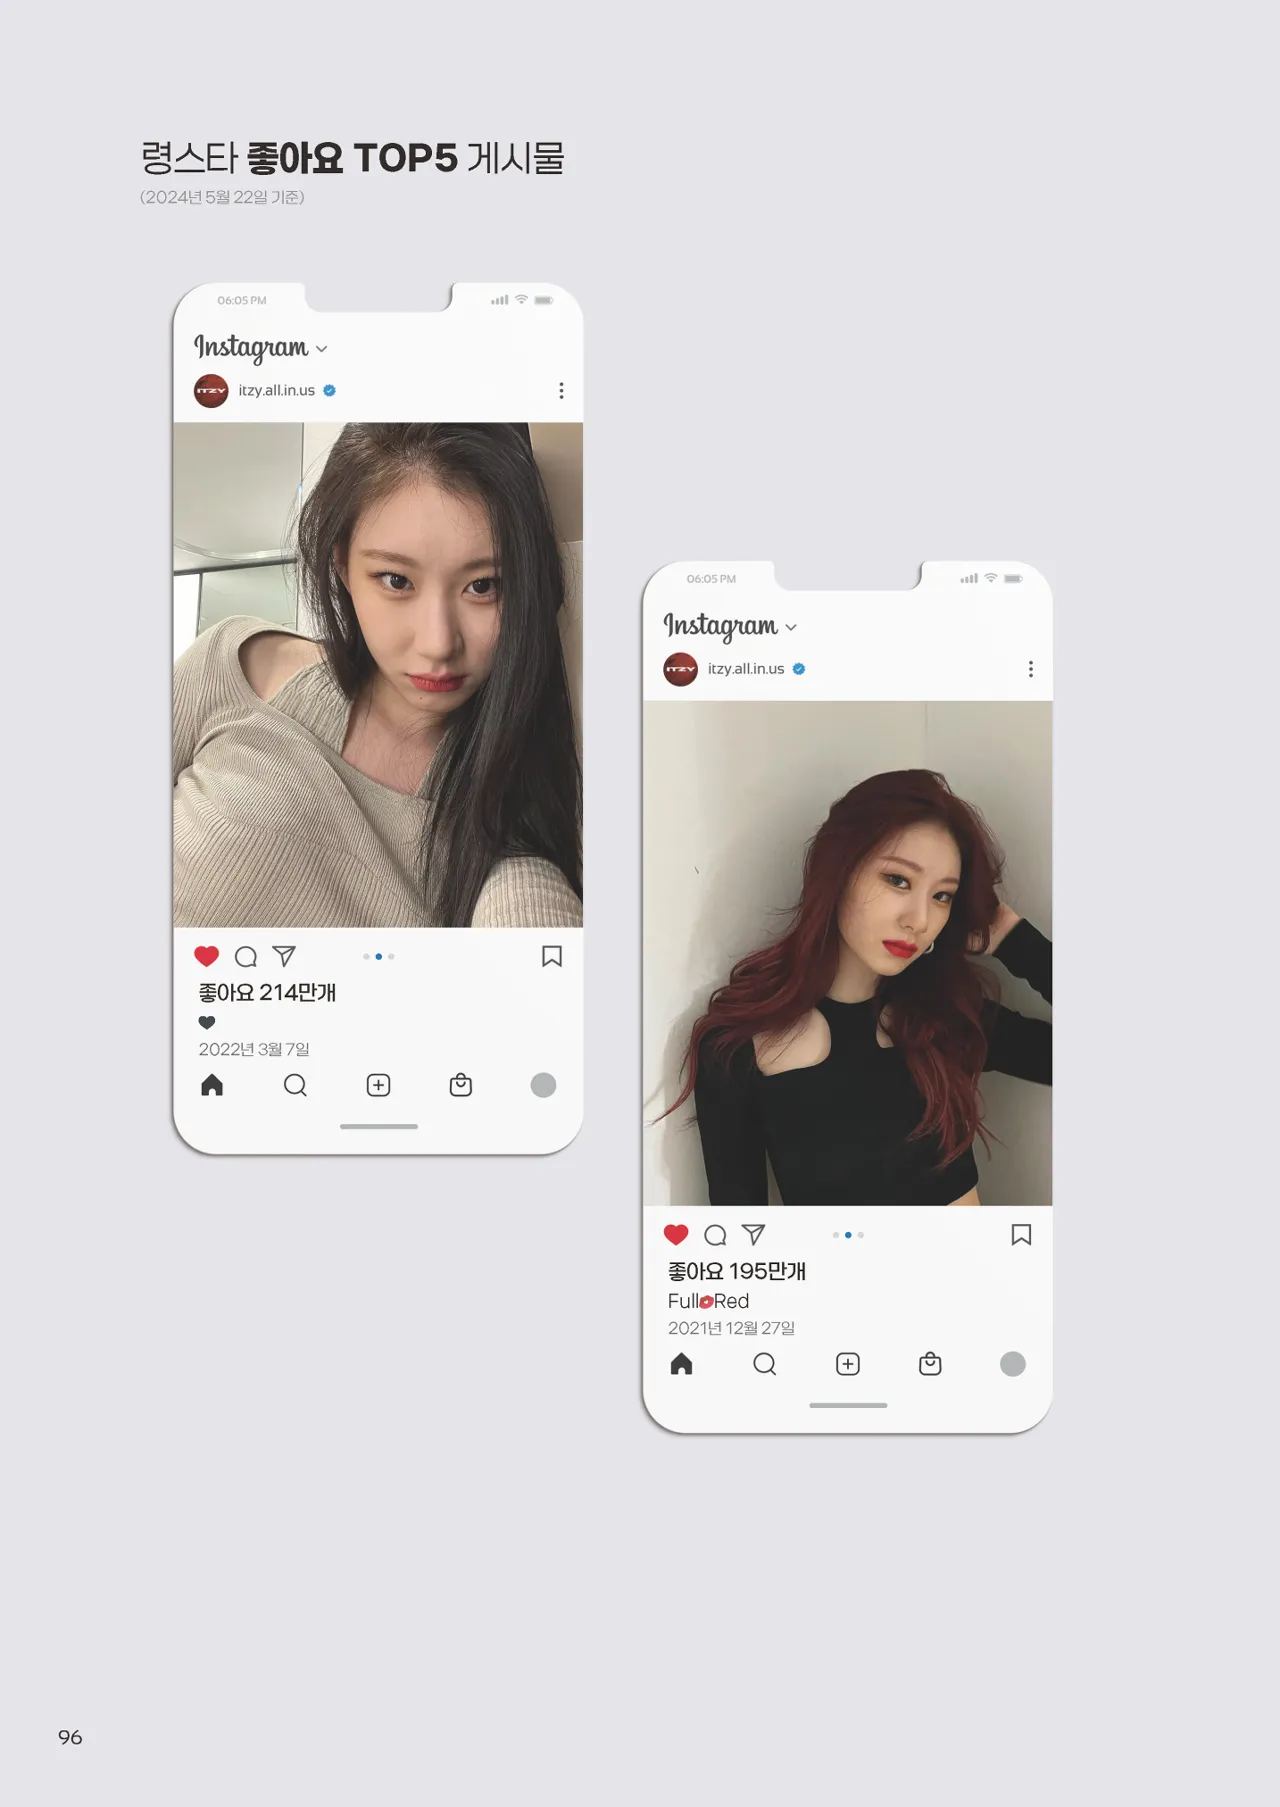 령스타 좋아요 TOP5 게시물
(2024년 5월 22일 기준)
06:05 PM
Instagram
ITZY itzy.all.in.us
좋아요 214만개
🖤
2022년 3월 7일
06:05 PM
Instagram
ITZY itzy.all.in.us
좋아요 195만개
Full💋Red
2021년 12월 27일
96